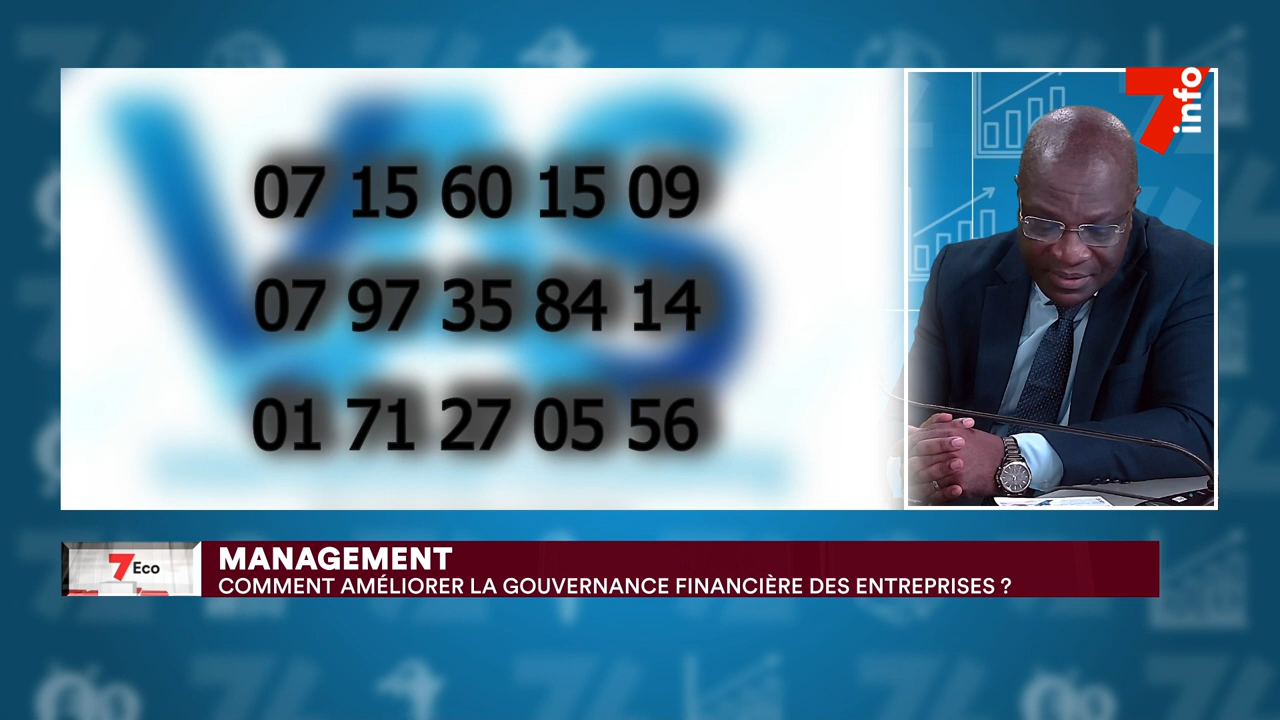 07 15 60 15 09
07 97 35 84 14
01 71 27 05 56
7 info
7 Eco
MANAGEMENT
COMMENT AMÉLIORER LA GOUVERNANCE FINANCIÈRE DES ENTREPRISES ?